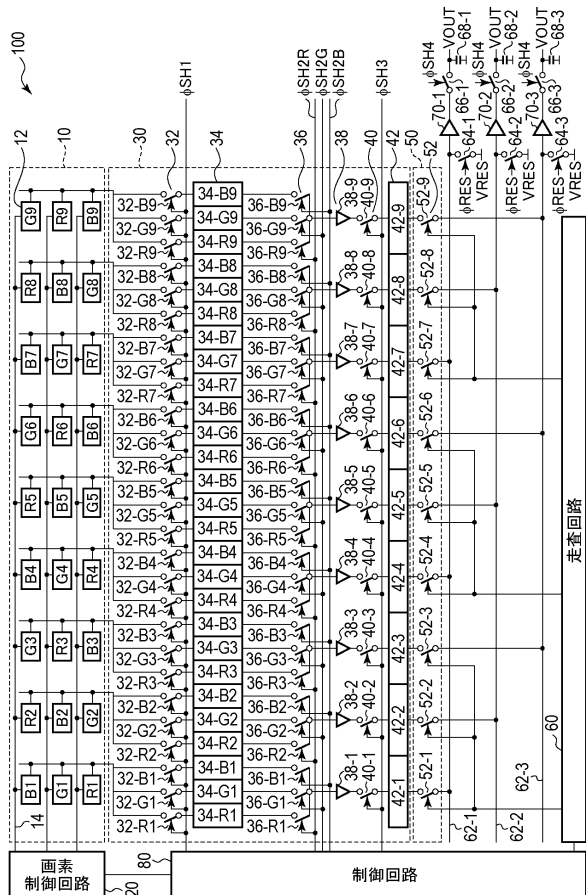 100
12
10
30
32
34
36
38
40
42
50
52
φSH1
φSH2R
φSH2G
φSH2B
φSH3
G9 R9 B9
R8 B8 G8
B7 G7 R7
G6 R6 B6
R5 B5 G5
B4 G4 R4
G3 R3 B3
R2 B2 G2
B1 G1 R1
14
32-B9 32-G9 32-R9
32-B8 32-G8 32-R8
32-B7 32-G7 32-R7
32-B6 32-G6 32-R6
32-B5 32-G5 32-R5
32-B4 32-G4 32-R4
32-B3 32-G3 32-R3
32-B2 32-G2 32-R2
32-B1 32-G1 32-R1
34-B9 34-G9 34-R9
34-B8 34-G8 34-R8
34-B7 34-G7 34-R7
34-B6 34-G6 34-R6
34-B5 34-G5 34-R5
34-B4 34-G4 34-R4
34-B3 34-G3 34-R3
34-B2 34-G2 34-R2
34-B1 34-G1 34-R1
36-B9 36-G9 36-R9
36-B8 36-G8 36-R8
36-B7 36-G7 36-R7
36-B6 36-G6 36-R6
36-B5 36-G5 36-R5
36-B4 36-G4 36-R4
36-B3 36-G3 36-R3
36-B2 36-G2 36-R2
36-B1 36-G1 36-R1
38-9 40-9 42-9 52-9
38-8 40-8 42-8 52-8
38-7 40-7 42-7 52-7
38-6 40-6 42-6 52-6
38-5 40-5 42-5 52-5
38-4 40-4 42-4 52-4
38-3 40-3 42-3 52-3
38-2 40-2 42-2 52-2
38-1 40-1 42-1 52-1
φSH4 VOUT
70-1 66-1 68-1
64-1
φRES VRES
φSH4 VOUT
70-2 66-2 68-2
64-2
φRES VRES
φSH4 VOUT
70-3 66-3 68-3
64-3
φRES VRES
62-1
62-2
62-3
60
走査回路
画素
制御回路
20
80
制御回路